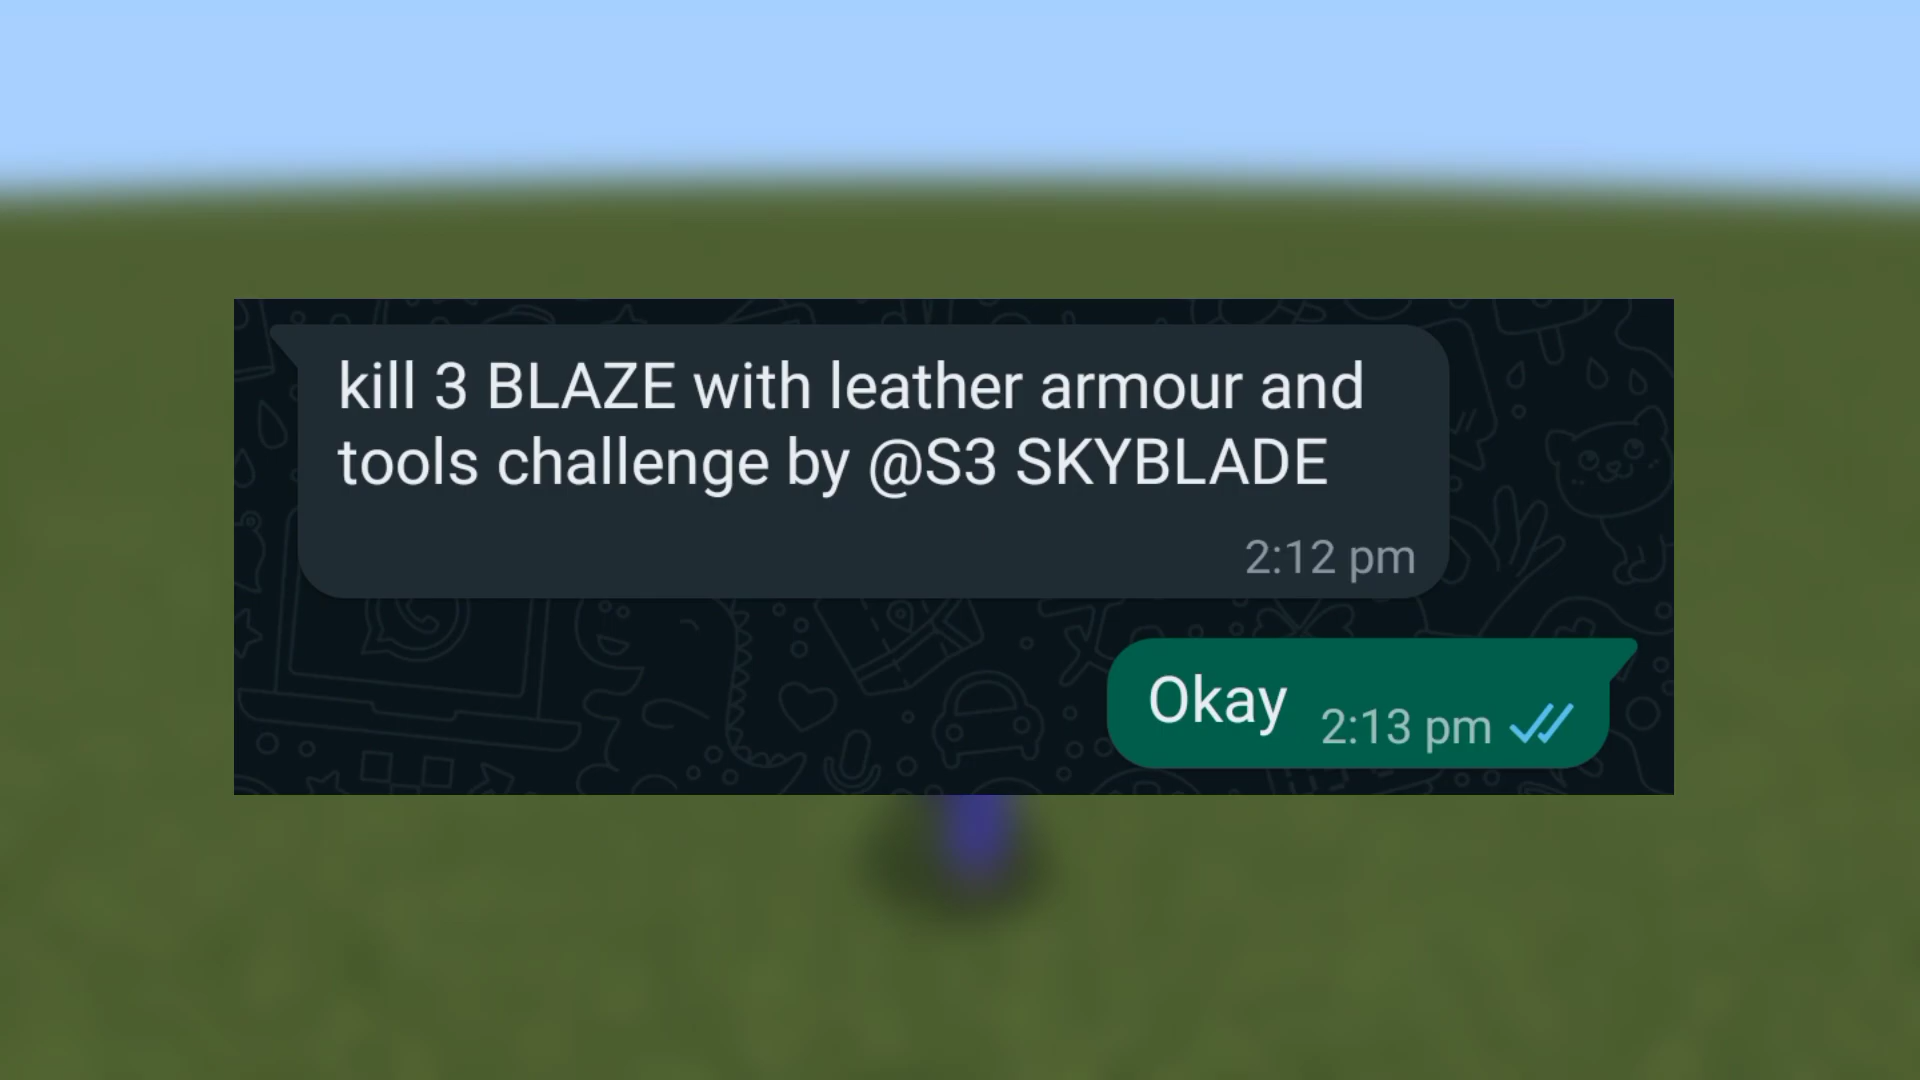 kill 3 BLAZE with leather armour and
tools challenge by @S3 SKYBLADE
2:12 pm
Okay 2:13 pm